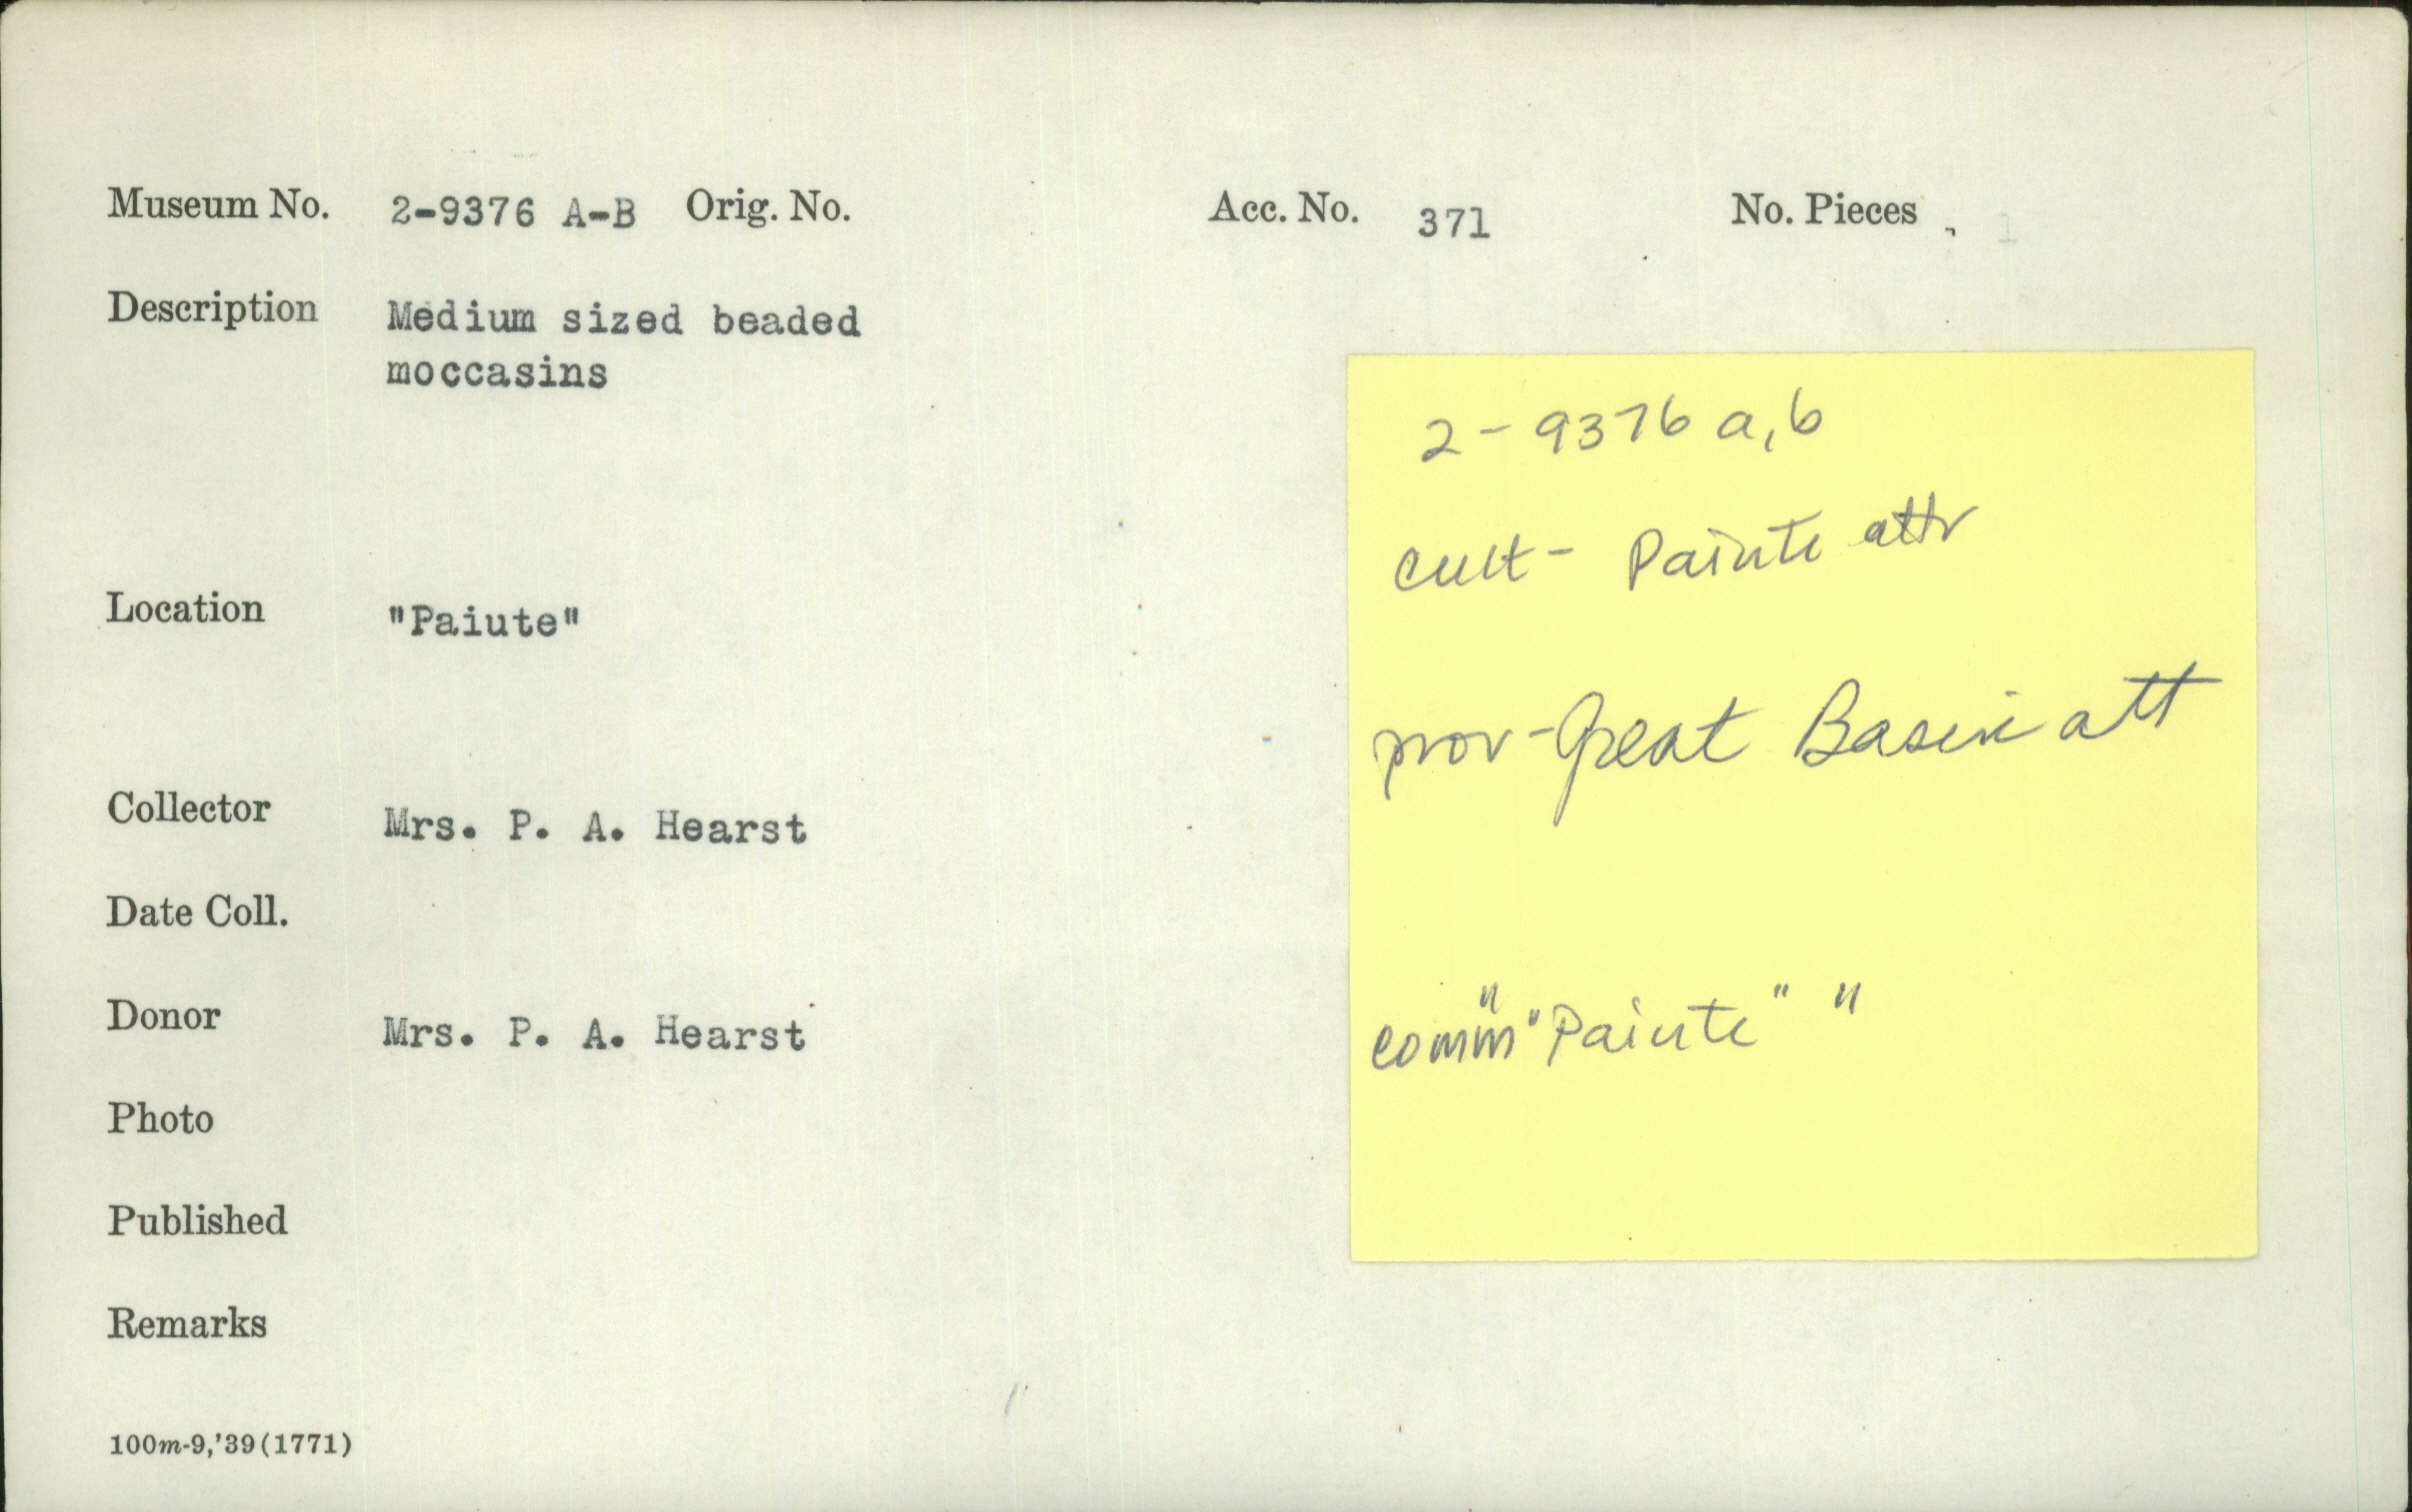 Museum No. 2-9376 A-B Orig. No. Acc. No. 371 No. Pieces 1
Description Medium sized beaded
moccasins
Location "Paiute"
Collector Mrs. P. A. Hearst
Date Coll.
Donor Mrs. P. A. Hearst
Photo
Published
Remarks
100m-9,'39(1771)
2-9376 a,b
cult- Paiute attr
prov-Great Basin att
comm" "Paiute" "